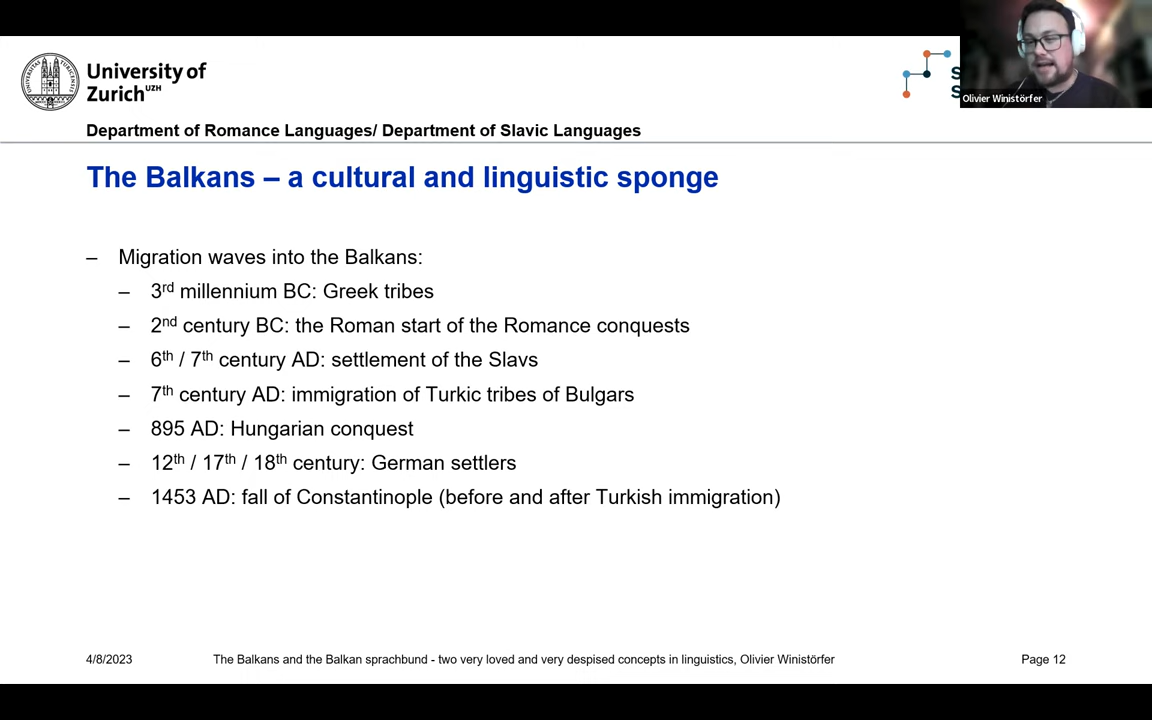 University of
Zurich UZH
S
S
Olivier Winistörfer
Department of Romance Languages/ Department of Slavic Languages
The Balkans – a cultural and linguistic sponge
– Migration waves into the Balkans:
– 3rd millennium BC: Greek tribes
– 2nd century BC: the Roman start of the Romance conquests
– 6th / 7th century AD: settlement of the Slavs
– 7th century AD: immigration of Turkic tribes of Bulgars
– 895 AD: Hungarian conquest
– 12th / 17th / 18th century: German settlers
– 1453 AD: fall of Constantinople (before and after Turkish immigration)
4/8/2023
The Balkans and the Balkan sprachbund - two very loved and very despised concepts in linguistics, Olivier Winistörfer
Page 12